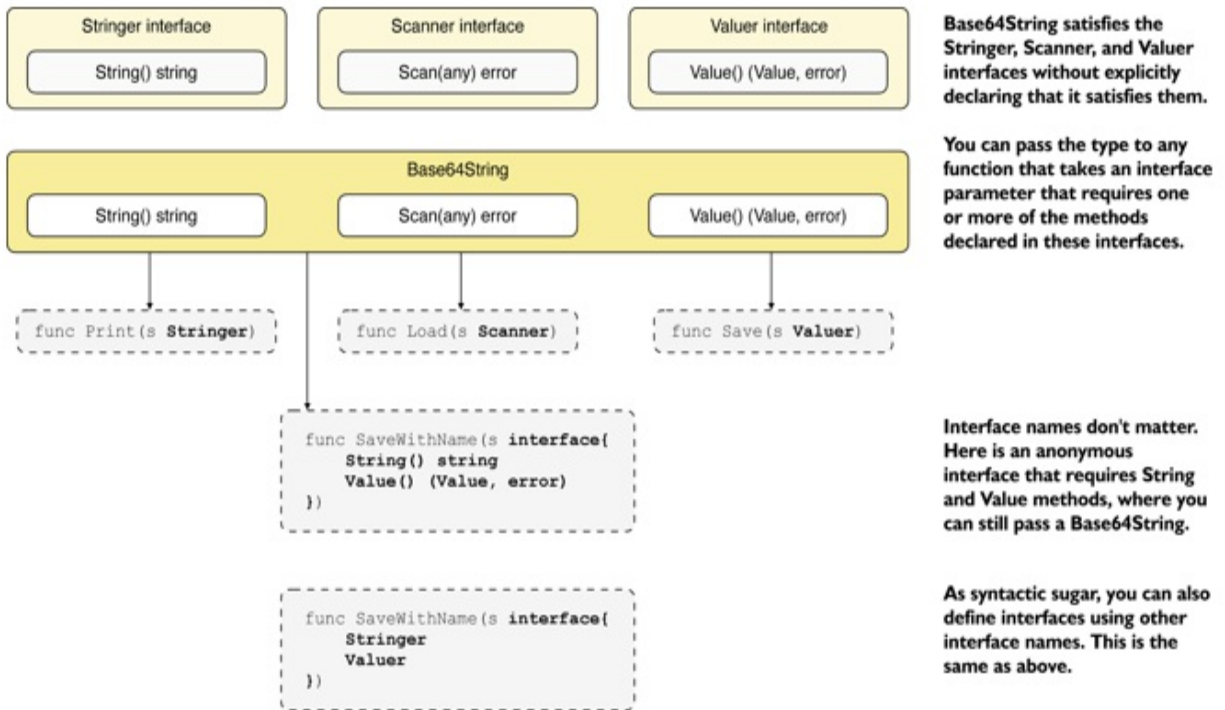 Stringer interface
String() string
Scanner interface
Scan(any) error
Valuer interface
Value() (Value, error)
Base64String satisfies the
Stringer, Scanner, and Valuer
interfaces without explicitly
declaring that it satisfies them.
Base64String
String() string
Scan(any) error
Value() (Value, error)
You can pass the type to any
function that takes an interface
parameter that requires one
or more of the methods
declared in these interfaces.
func Print(s Stringer)
func Load(s Scanner)
func Save(s Valuer)
func SaveWithName(s interface{
String() string
Value() (Value, error)
})
Interface names don't matter.
Here is an anonymous
interface that requires String
and Value methods, where you
can still pass a Base64String.
func SaveWithName(s interface{
Stringer
Valuer
})
As syntactic sugar, you can also
define interfaces using other
interface names. This is the
same as above.